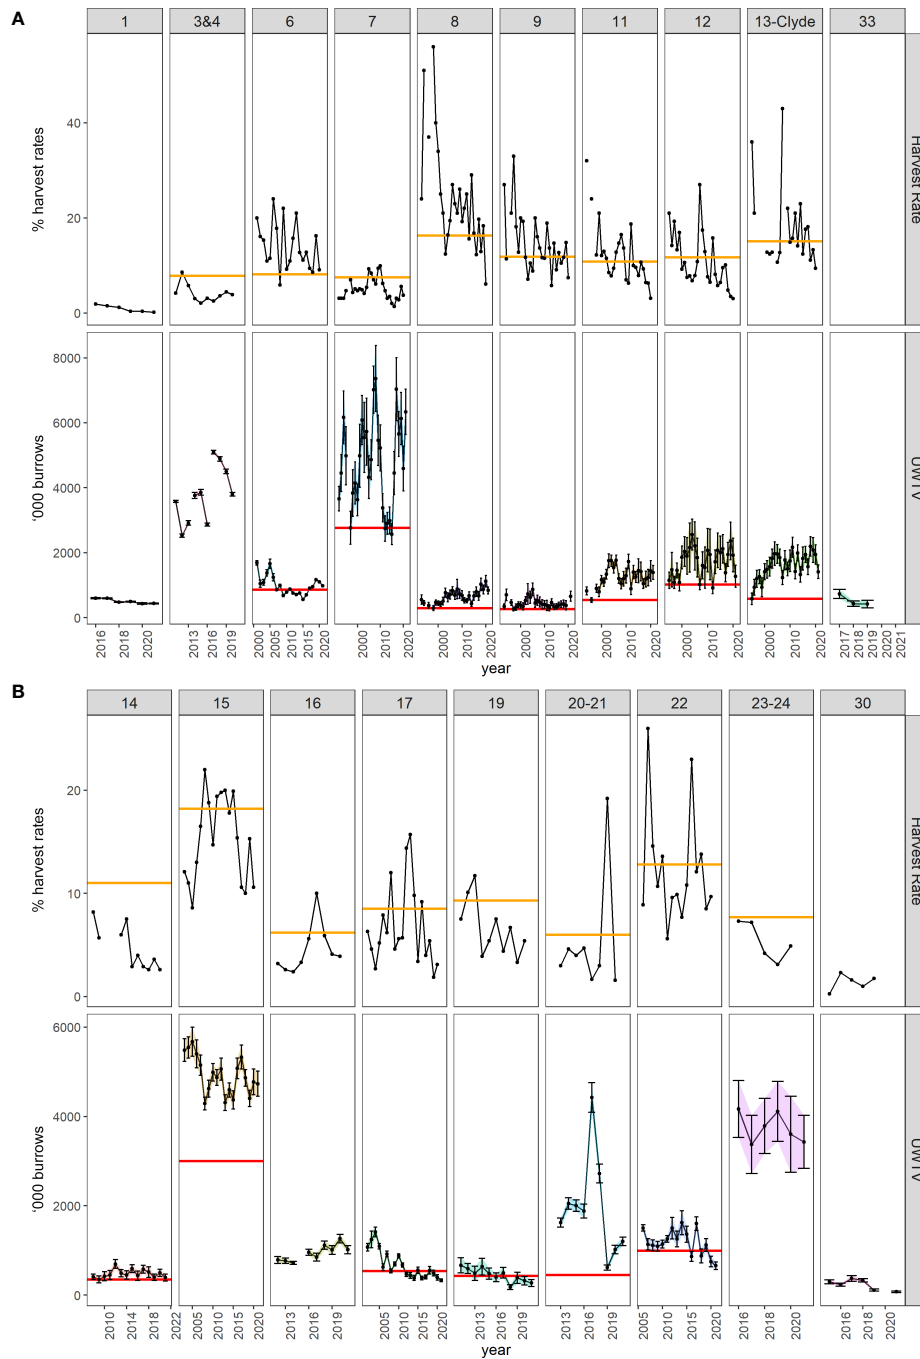 A
1 3&4 6 7 8 9 11 12 13-Clyde 33
% harvest rates
40
20
0
Harvest Rate
'000 burrows
8000
6000
4000
2000
0
UWTV
2016 2018 2020 2013 2016 2019 2000 2005 2010 2015 2020 2000 2010 2020 2000 2010 2020 2000 2010 2020 2000 2010 2020 2000 2010 2020 2000 2010 2020 2017 2018 2019 2020 2021
year
B
14 15 16 17 19 20-21 22 23-24 30
% harvest rates
20
10
0
Harvest Rate
'000 burrows
6000
4000
2000
0
UWTV
2010 2014 2018 2022 2005 2010 2015 2020 2013 2016 2019 2005 2010 2015 2020 2013 2016 2019 2013 2016 2019 2005 2010 2015 2020 2016 2018 2020 2016 2018 2020
year